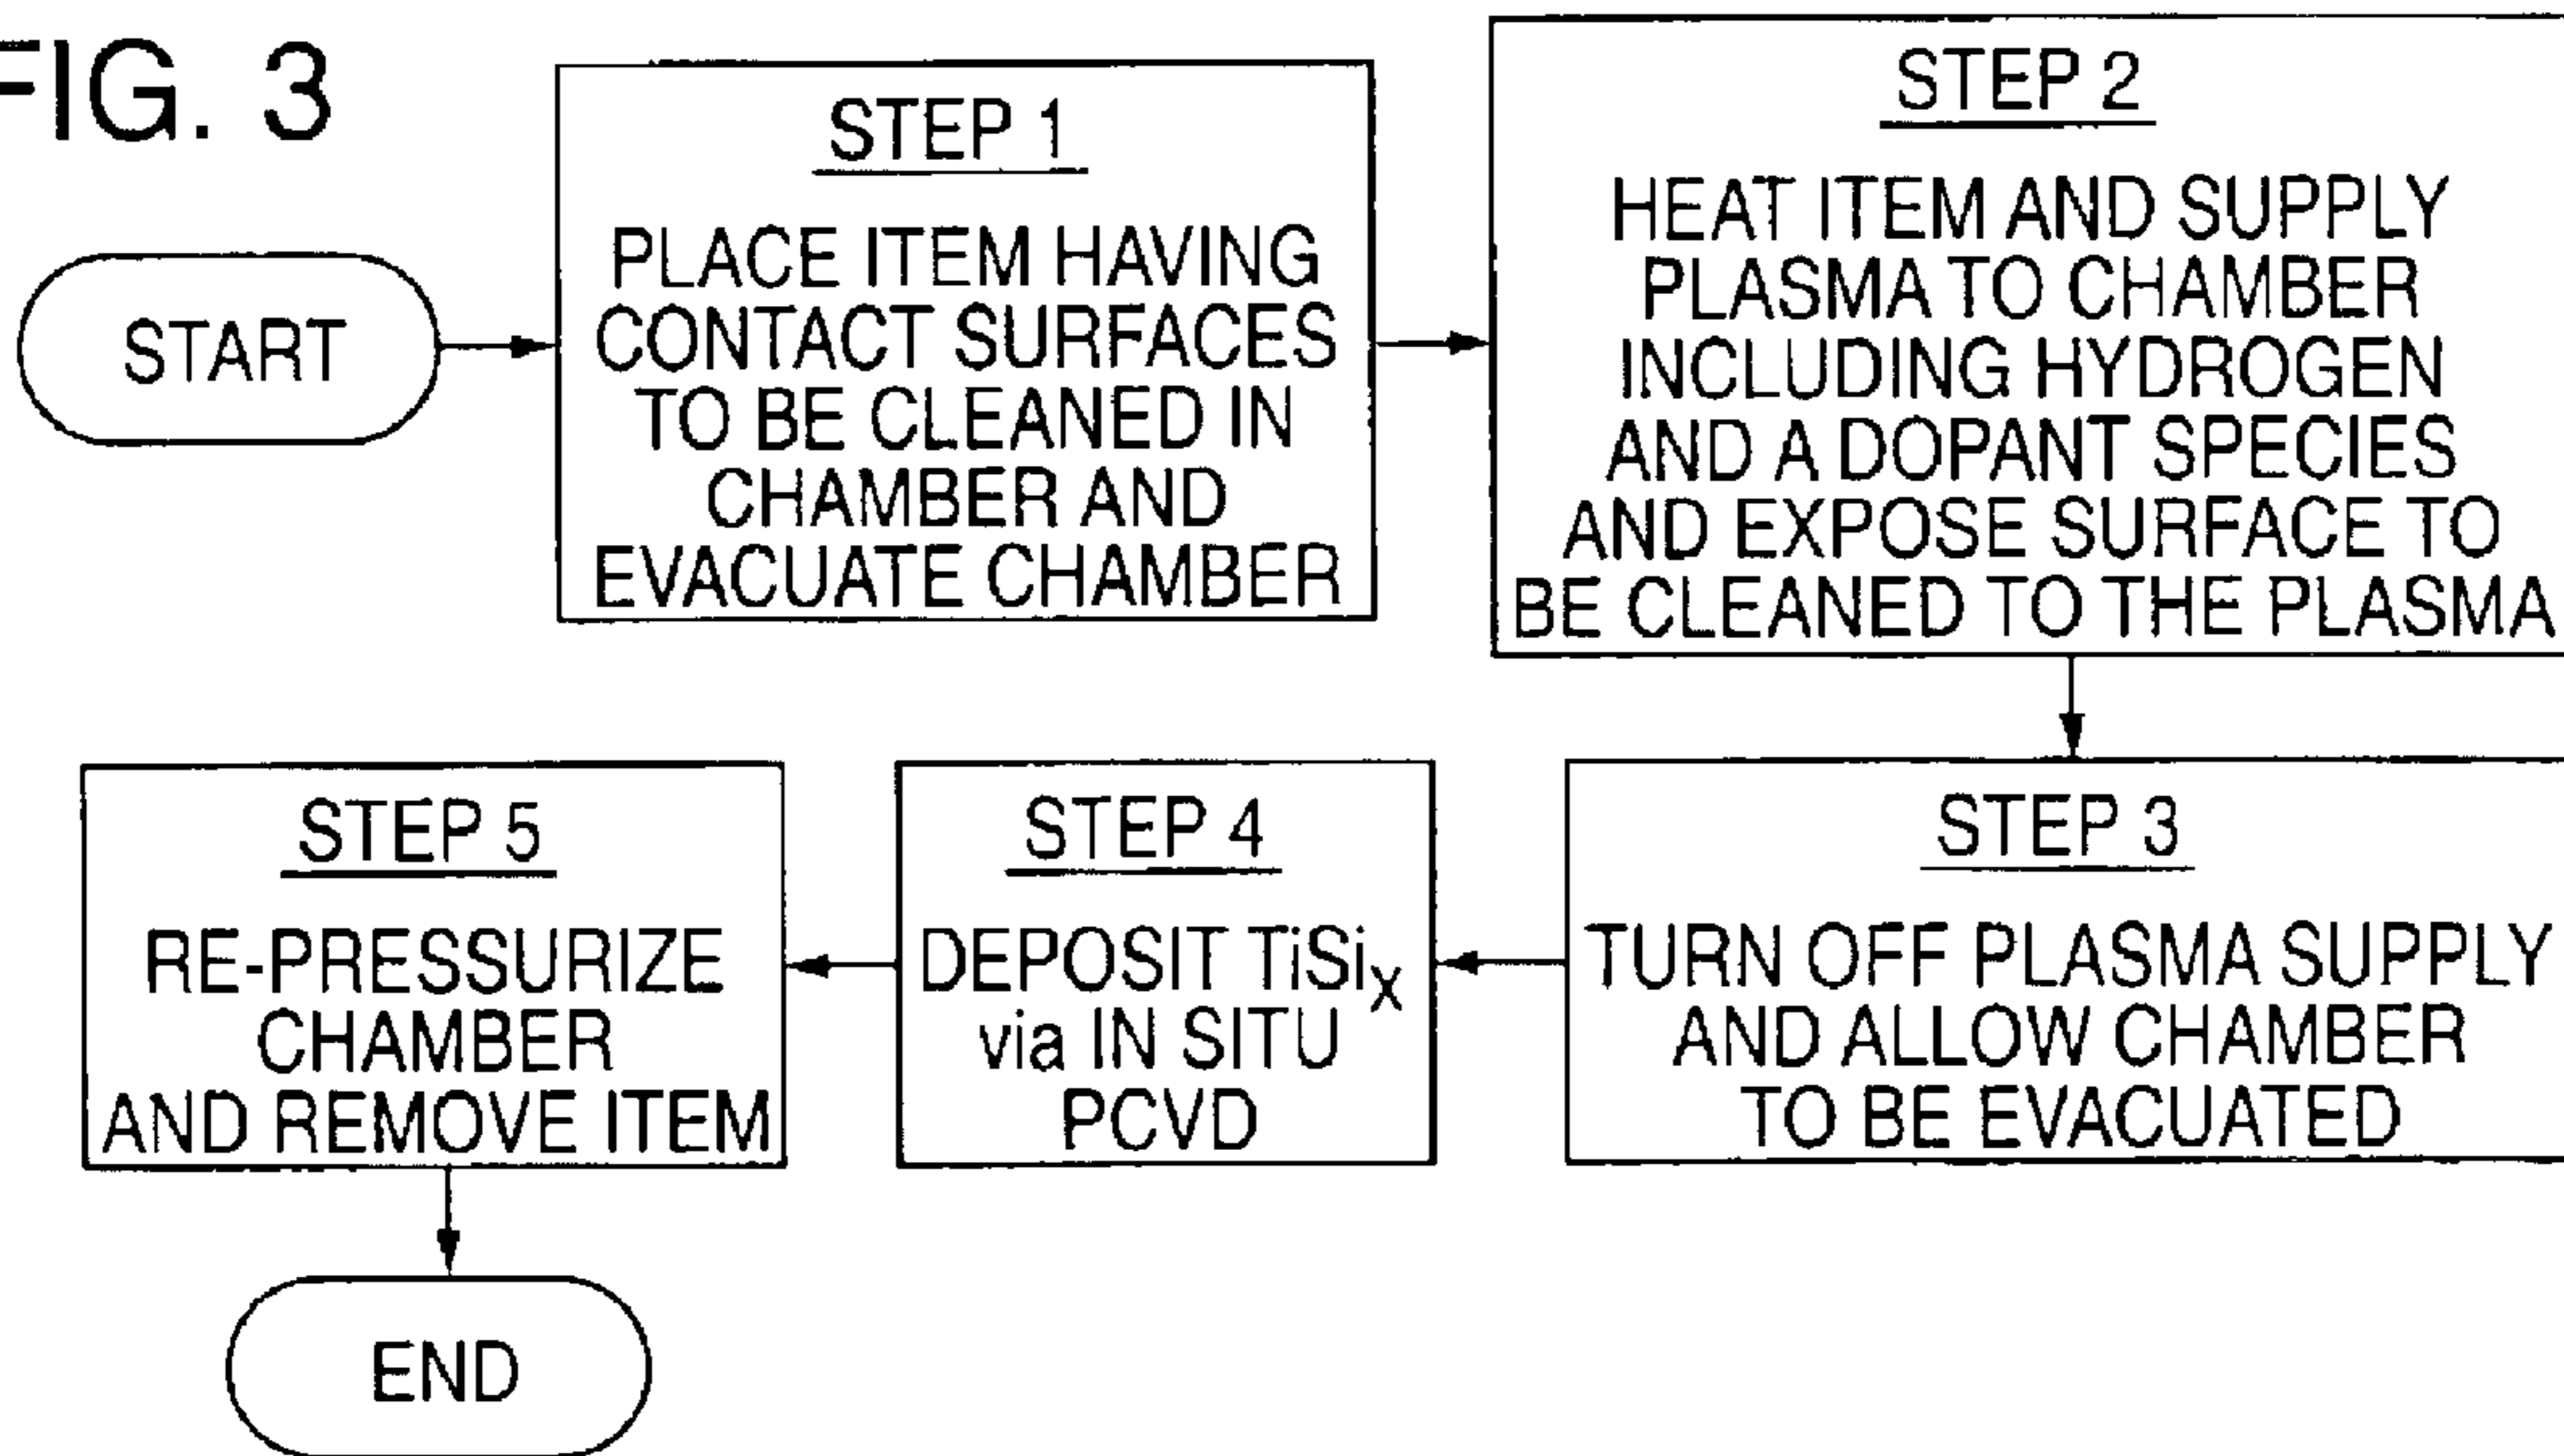 FIG. 3
START
STEP 1
PLACE ITEM HAVING
CONTACT SURFACES
TO BE CLEANED IN
CHAMBER AND
EVACUATE CHAMBER
STEP 2
HEAT ITEM AND SUPPLY
PLASMA TO CHAMBER
INCLUDING HYDROGEN
AND A DOPANT SPECIES
AND EXPOSE SURFACE TO
BE CLEANED TO THE PLASMA
STEP 3
TURN OFF PLASMA SUPPLY
AND ALLOW CHAMBER
TO BE EVACUATED
STEP 4
DEPOSIT TiSiX
via IN SITU
PCVD
STEP 5
RE-PRESSURIZE
CHAMBER
AND REMOVE ITEM
END